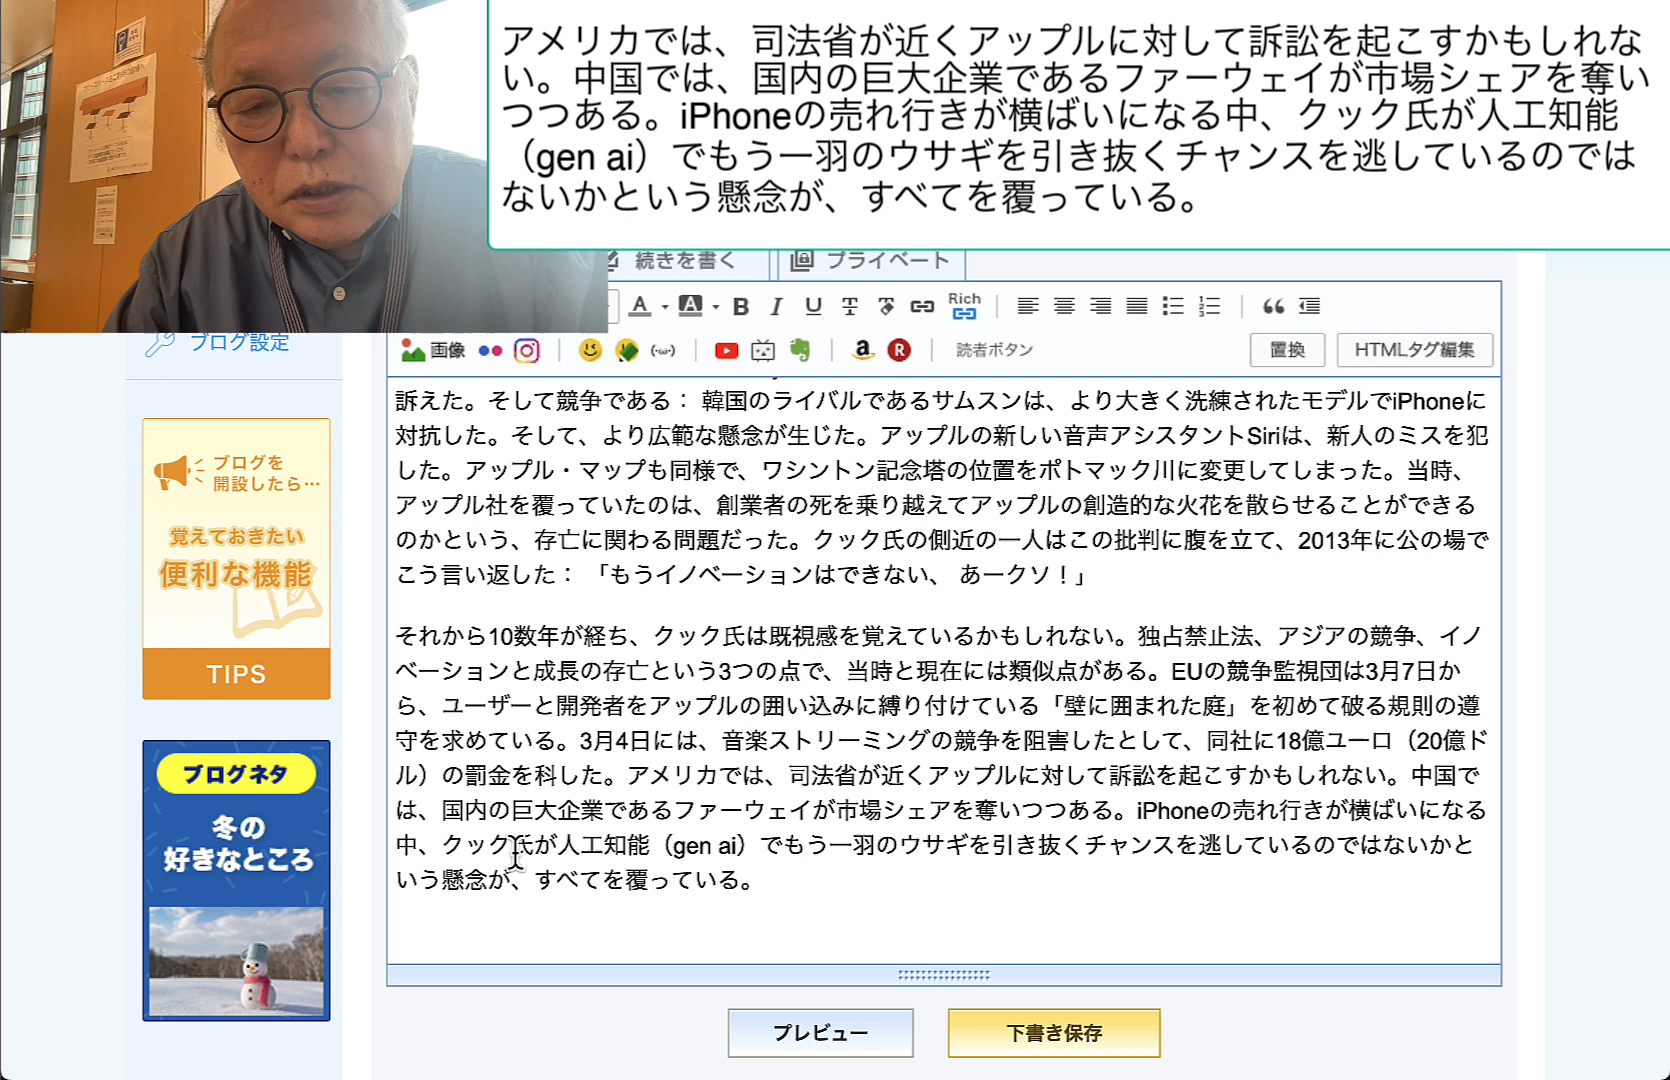 アメリカでは、司法省が近くアップルに対して訴訟を起こすかもしれな
い。中国では、国内の巨大企業であるファーウェイが市場シェアを奪い
つつある。iPhoneの売れ行きが横ばいになる中、クック氏が人工知能
（gen ai）でもう一羽のウサギを引き抜くチャンスを逃しているのでは
ないかという懸念が、すべてを覆っている。
続きを書く
プライベート
Rich
画像
読者ボタン
置換
HTMLタグ編集
ブログ設定
ブログを
開設したら…
覚えておきたい
便利な機能
TIPS
ブログネタ
冬の
好きなところ
訴えた。そして競争である： 韓国のライバルであるサムスンは、より大きく洗練されたモデルでiPhoneに
対抗した。そして、より広範な懸念が生じた。アップルの新しい音声アシスタントSiriは、新人のミスを犯
した。アップル・マップも同様で、ワシントン記念塔の位置をポトマック川に変更してしまった。当時、
アップル社を覆っていたのは、創業者の死を乗り越えてアップルの創造的な火花を散らせることができる
のかという、存亡に関わる問題だった。クック氏の側近の一人はこの批判に腹を立て、2013年に公の場で
こう言い返した： 「もうイノベーションはできない、 あークソ！」
それから10数年が経ち、クック氏は既視感を覚えているかもしれない。独占禁止法、アジアの競争、イノ
ベーションと成長の存亡という3つの点で、当時と現在には類似点がある。EUの競争監視団は3月7日か
ら、ユーザーと開発者をアップルの囲い込みに縛り付けている「壁に囲まれた庭」を初めて破る規則の遵
守を求めている。3月4日には、音楽ストリーミングの競争を阻害したとして、同社に18億ユーロ（20億ド
ル）の罰金を科した。アメリカでは、司法省が近くアップルに対して訴訟を起こすかもしれない。中国で
は、国内の巨大企業であるファーウェイが市場シェアを奪いつつある。iPhoneの売れ行きが横ばいになる
中、クック氏が人工知能（gen ai）でもう一羽のウサギを引き抜くチャンスを逃しているのではないかと
いう懸念が、すべてを覆っている。
プレビュー
下書き保存